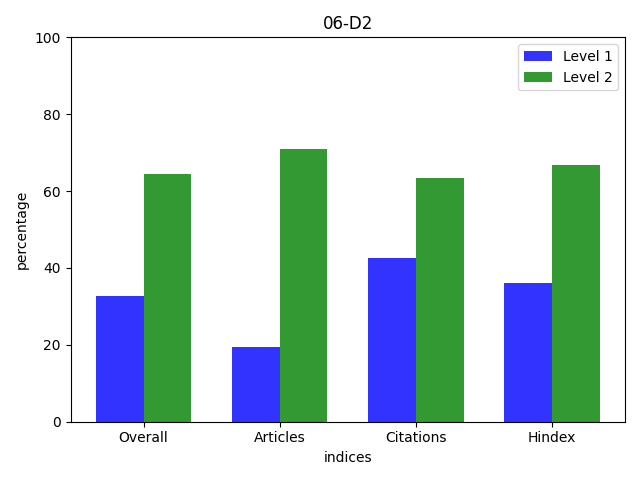 06-D2
100
80
60
40
20
0
percentage
Level 1
Level 2
Overall Articles Citations Hindex
indices